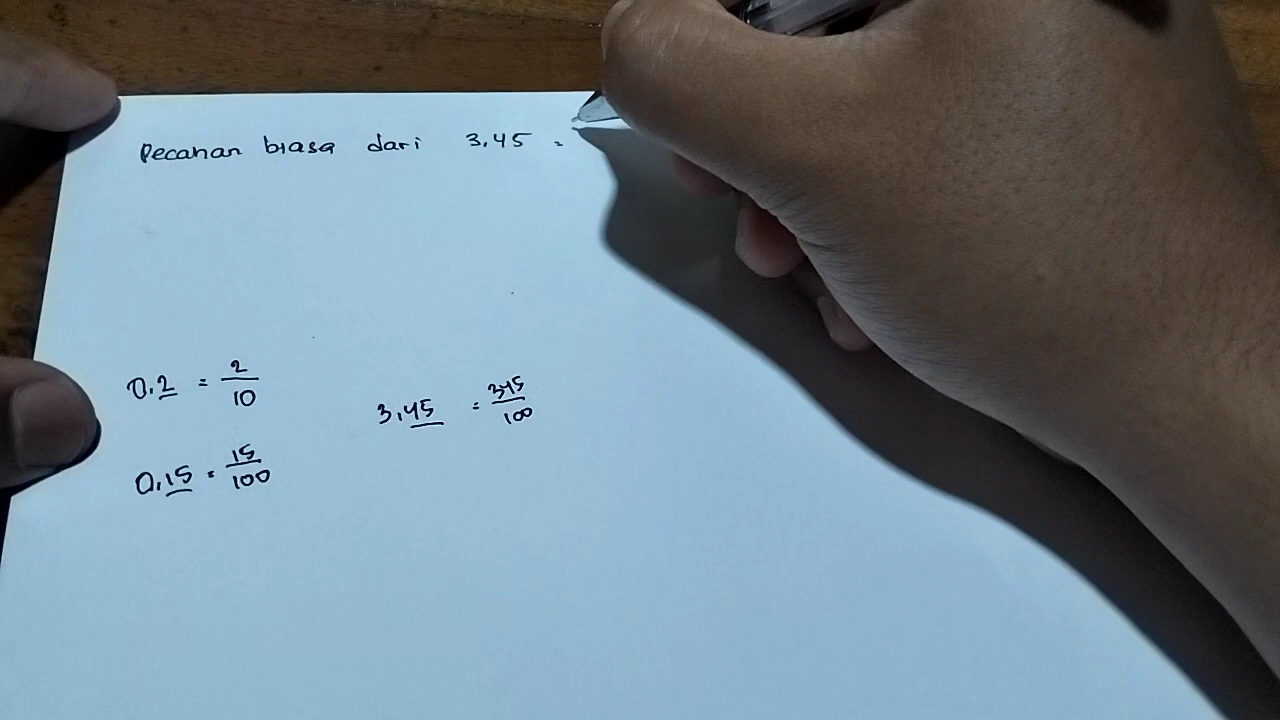 Pecahan biasa dari 3,45 =
0,2 = 2/10
3,45 = 345/100
0,15 = 15/100